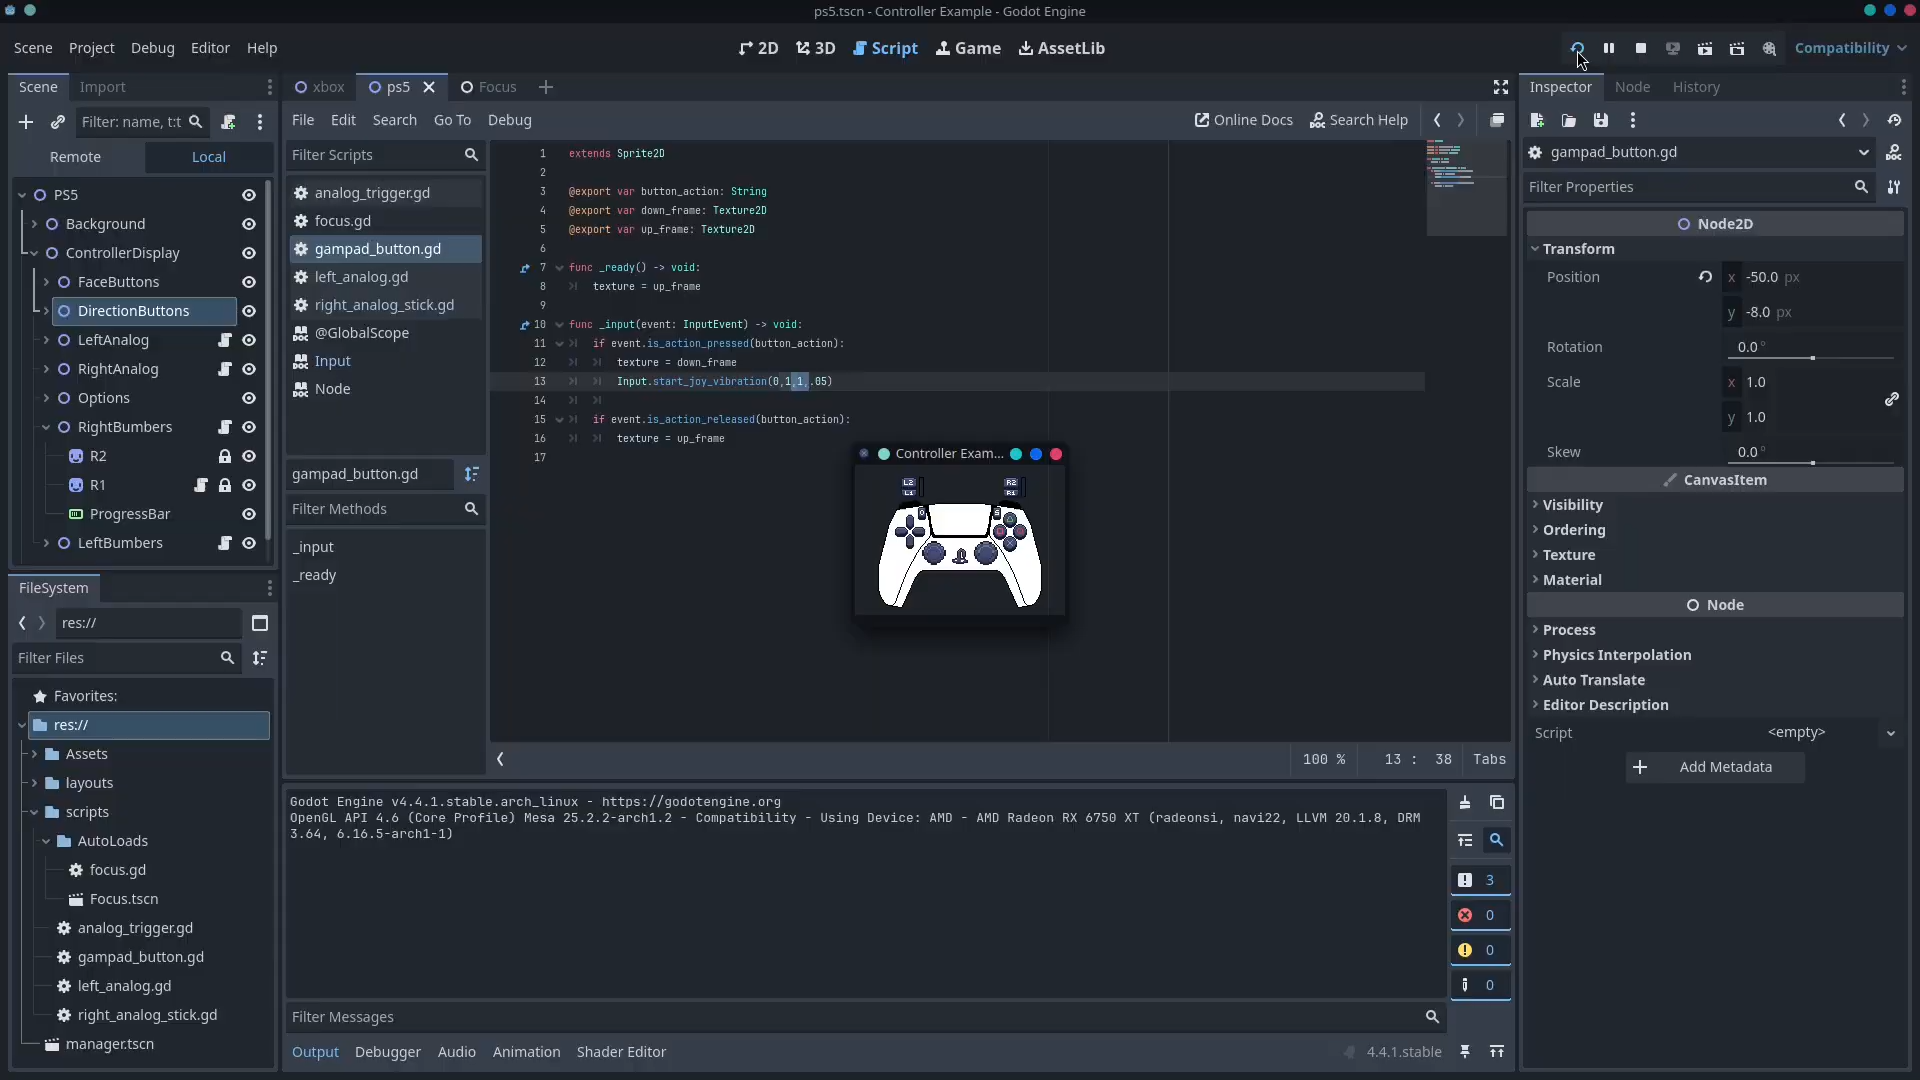 ps5.tscn - Controller Example - Godot Engine
Scene Project Debug Editor Help
2D 3D Script Game AssetLib
Compatibility
Scene Import
Filter: name, t:t
Remote Local
PS5
Background
ControllerDisplay
FaceButtons
DirectionButtons
LeftAnalog
RightAnalog
Options
RightBumbers
R2
R1
ProgressBar
LeftBumbers
FileSystem
res://
Filter Files
Favorites:
res://
Assets
layouts
scripts
AutoLoads
focus.gd
Focus.tscn
analog_trigger.gd
gampad_button.gd
left_analog.gd
right_analog_stick.gd
manager.tscn
xbox ps5 Focus
File Edit Search Go To Debug
Online Docs Search Help
Filter Scripts
analog_trigger.gd
focus.gd
gampad_button.gd
left_analog.gd
right_analog_stick.gd
@GlobalScope
Input
Node
gampad_button.gd
Filter Methods
_input
_ready
1 extends Sprite2D
2
3 @export var button_action: String
4 @export var down_frame: Texture2D
5 @export var up_frame: Texture2D
6
7 func _ready() -> void:
8 texture = up_frame
9
10 func _input(event: InputEvent) -> void:
11 if event.is_action_pressed(button_action):
12 texture = down_frame
13 Input.start_joy_vibration(0,1,1,.05)
14
15 if event.is_action_released(button_action):
16 texture = up_frame
17
Controller Exam...
L2 R2
L1 R1
100 % 13 : 38 Tabs
Godot Engine v4.4.1.stable.arch_linux - https://godotengine.org
OpenGL API 4.6 (Core Profile) Mesa 25.2.2-arch1.2 - Compatibility - Using Device: AMD - AMD Radeon RX 6750 XT (radeonsi, navi22, LLVM 20.1.8, DRM
3.64, 6.16.5-arch1-1)
3
0
0
0
Filter Messages
Output Debugger Audio Animation Shader Editor
4.4.1.stable
Inspector Node History
gampad_button.gd
Filter Properties
Node2D
Transform
Position x -50.0 px
y -8.0 px
Rotation 0.0 °
Scale x 1.0
y 1.0
Skew 0.0 °
CanvasItem
Visibility
Ordering
Texture
Material
Node
Process
Physics Interpolation
Auto Translate
Editor Description
Script <empty>
Add Metadata